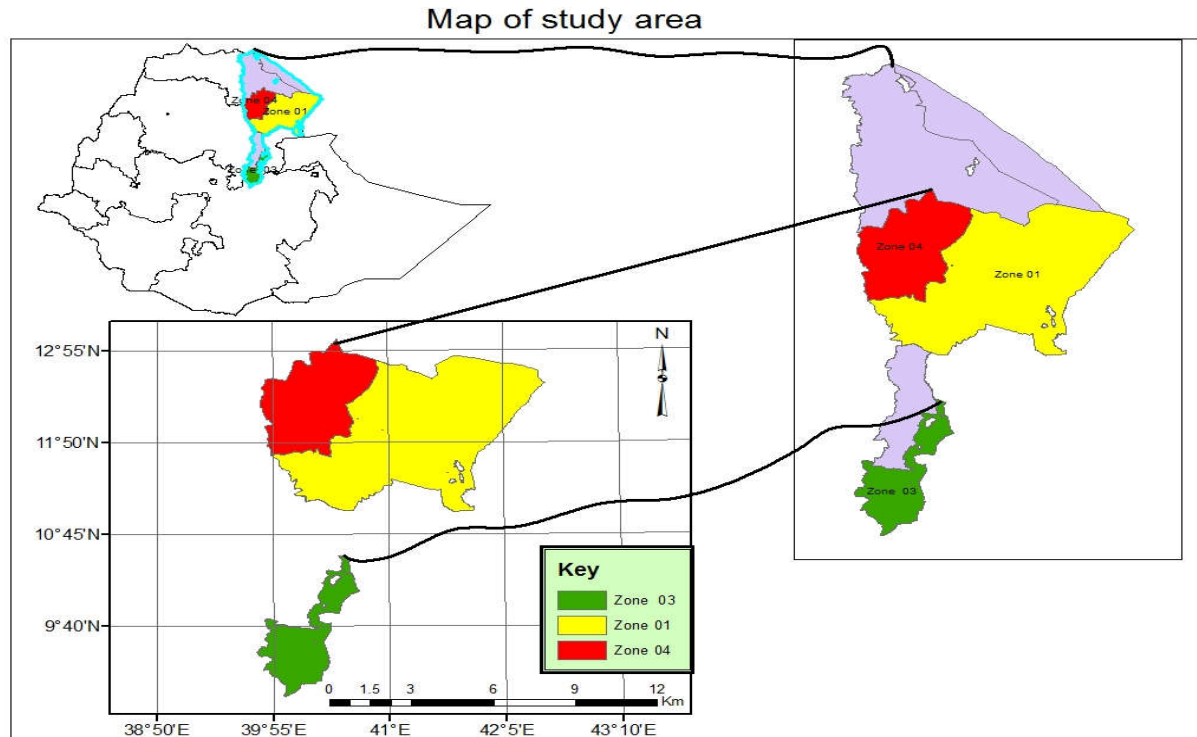 Map of study area
Zone 04
Zone 01
Zone 03
Zone 04
Zone 01
Zone 03
N
12°55'N
11°50'N
10°45'N
9°40'N
Key
Zone 03
Zone 01
Zone 04
0 1.5 3 6 9 12
Km
38°50'E 39°55'E 41°E 42°5'E 43°10'E